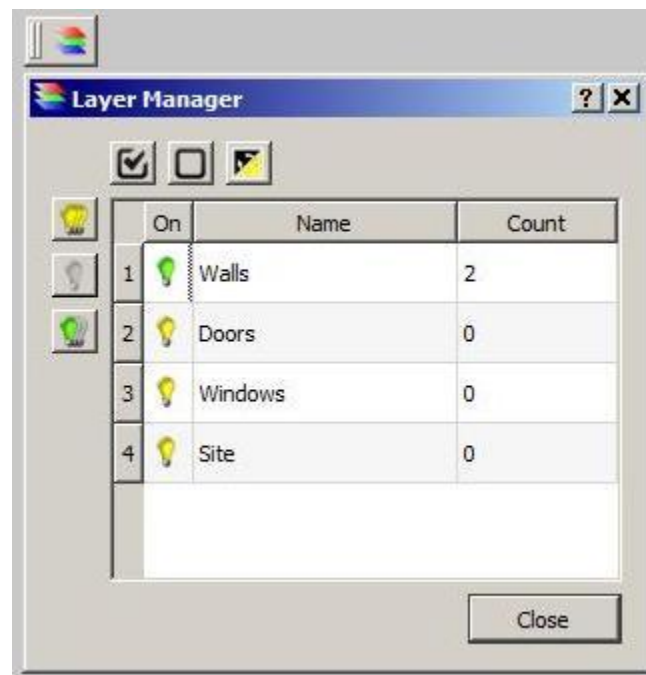 Layer Manager ? X
On Name Count
1 Walls 2
2 Doors 0
3 Windows 0
4 Site 0
Close